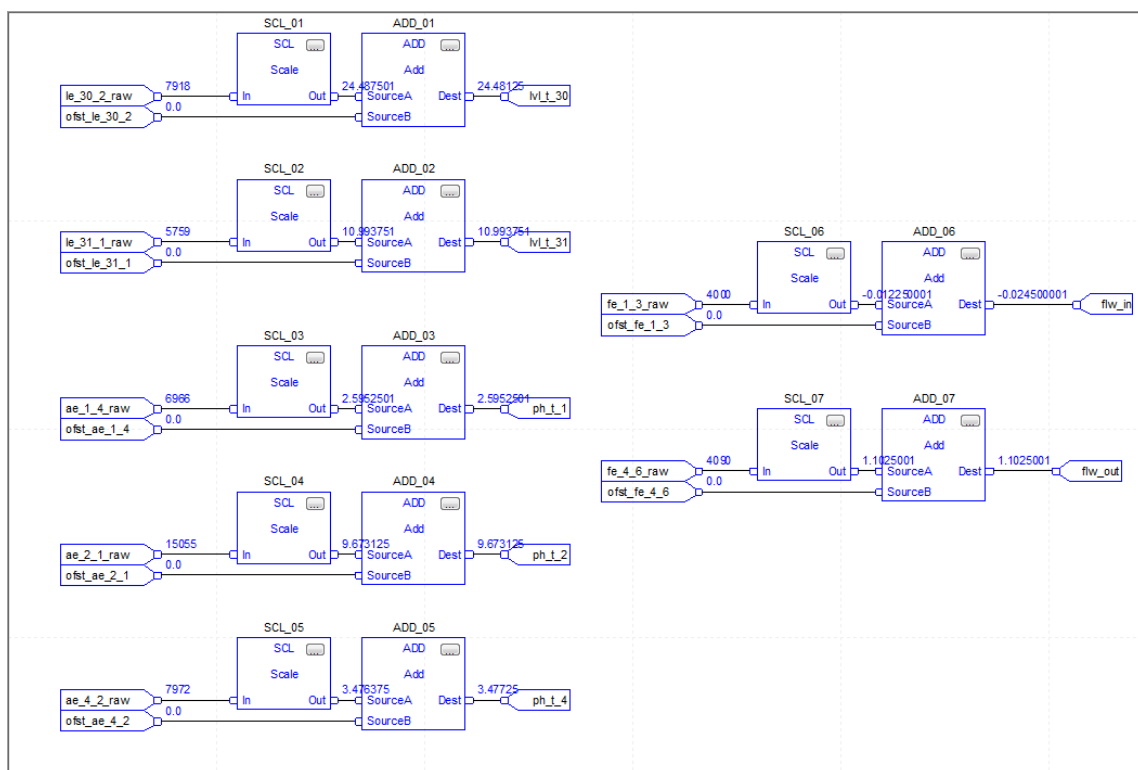 SCL_01 ADD_01
SCL ... ADD ...
Scale Add
le_30_2_raw 7918 In Out 24.487501 SourceA Dest 24.48125 lvl_t_30
ofst_le_30_2 0.0 SourceB
SCL_02 ADD_02
SCL ... ADD ...
Scale Add
le_31_1_raw 5759 In Out 10.993751 SourceA Dest 10.993751 lvl_t_31
ofst_le_31_1 0.0 SourceB
SCL_03 ADD_03
SCL ... ADD ...
Scale Add
ae_1_4_raw 6966 In Out 2.5952501 SourceA Dest 2.5952501 ph_t_1
ofst_ae_1_4 0.0 SourceB
SCL_04 ADD_04
SCL ... ADD ...
Scale Add
ae_2_1_raw 15055 In Out 9.673125 SourceA Dest 9.673125 ph_t_2
ofst_ae_2_1 0.0 SourceB
SCL_05 ADD_05
SCL ... ADD ...
Scale Add
ae_4_2_raw 7972 In Out 3.476375 SourceA Dest 3.47725 ph_t_4
ofst_ae_4_2 0.0 SourceB
SCL_06 ADD_06
SCL ... ADD ...
Scale Add
fe_1_3_raw 4000 In Out -0.012250001 SourceA Dest -0.024500001 flw_in
ofst_fe_1_3 0.0 SourceB
SCL_07 ADD_07
SCL ... ADD ...
Scale Add
fe_4_6_raw 4090 In Out 1.1025001 SourceA Dest 1.1025001 flw_out
ofst_fe_4_6 0.0 SourceB